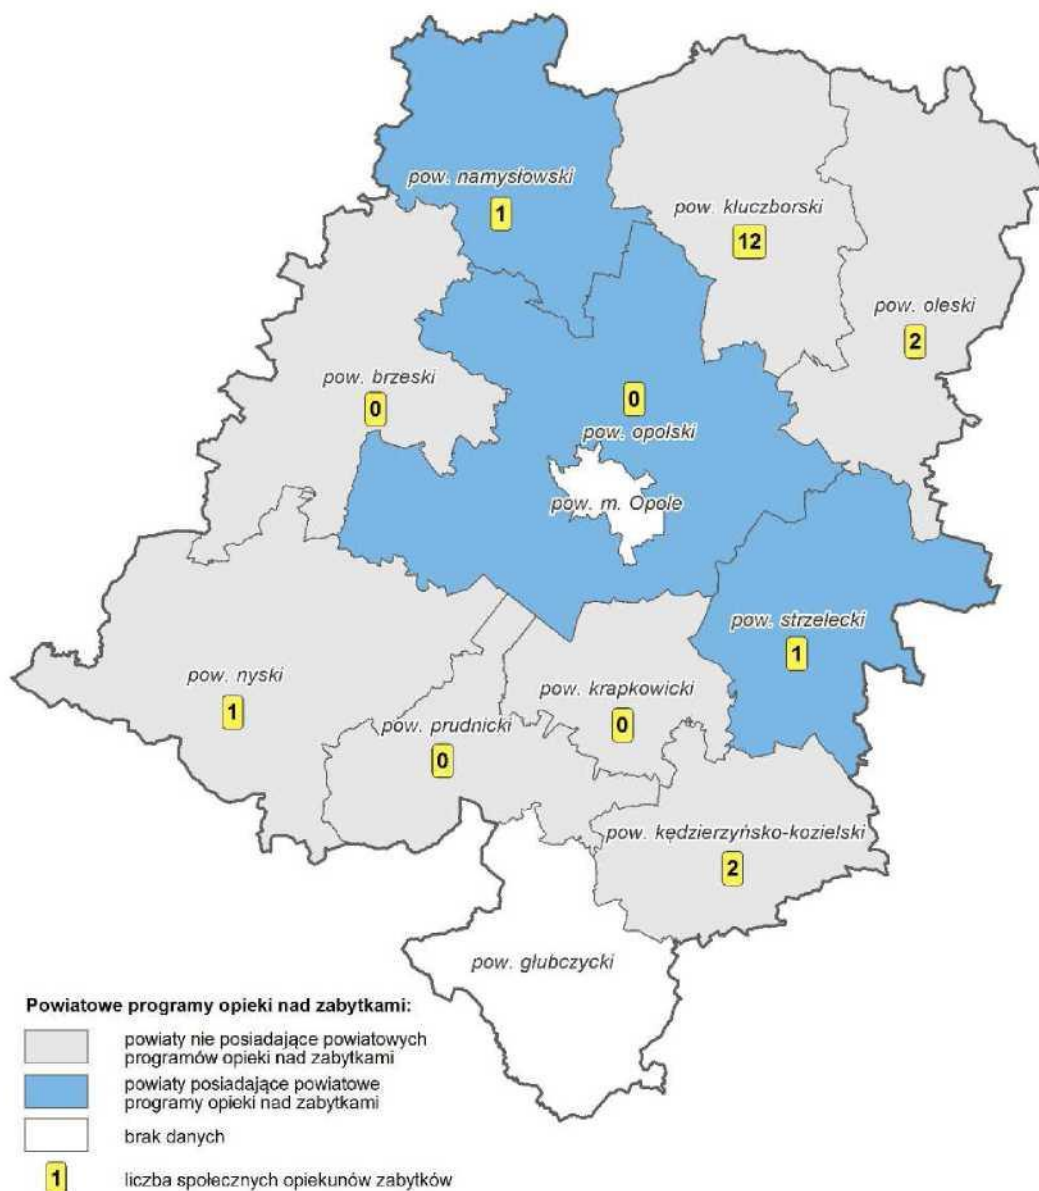 pow. namysłowski
1
pow. kluczborski
12
pow. oleski
2
pow. brzeski
0
0
pow. opolski
pow. m. Opole
pow. strzelecki
1
pow. nyski
1
pow. krapkowicki
0
pow. prudnicki
0
pow. kędzierzyńsko-kozielski
2
pow. głubczycki
Powiatowe programy opieki nad zabytkami:
powiaty nie posiadające powiatowych
programów opieki nad zabytkami
powiaty posiadające powiatowe
programy opieki nad zabytkami
brak danych
1 liczba społecznych opiekunów zabytków